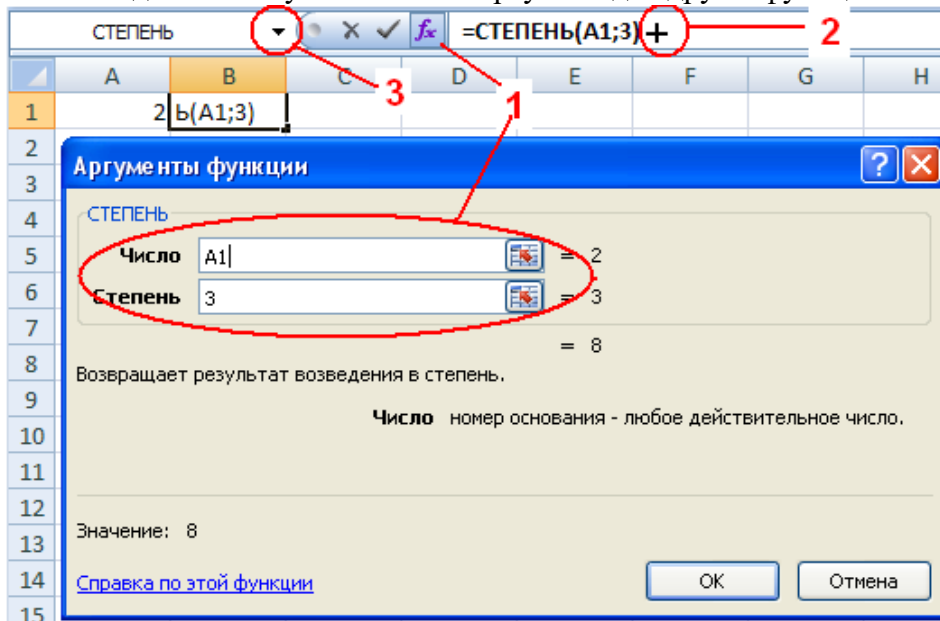 СТЕПЕНЬ fx =СТЕПЕНЬ(A1;3)+ 2
A B C D E F G H
3
1
1 2 Ь(A1;3)
2
Аргументы функции
3
4 СТЕПЕНЬ
5 Число A1 = 2
6 Степень 3 = 3
7
= 8
8 Возвращает результат возведения в степень.
9
Число номер основания - любое действительное число.
10
11
12
Значение: 8
13
14 Справка по этой функции OK Отмена
15